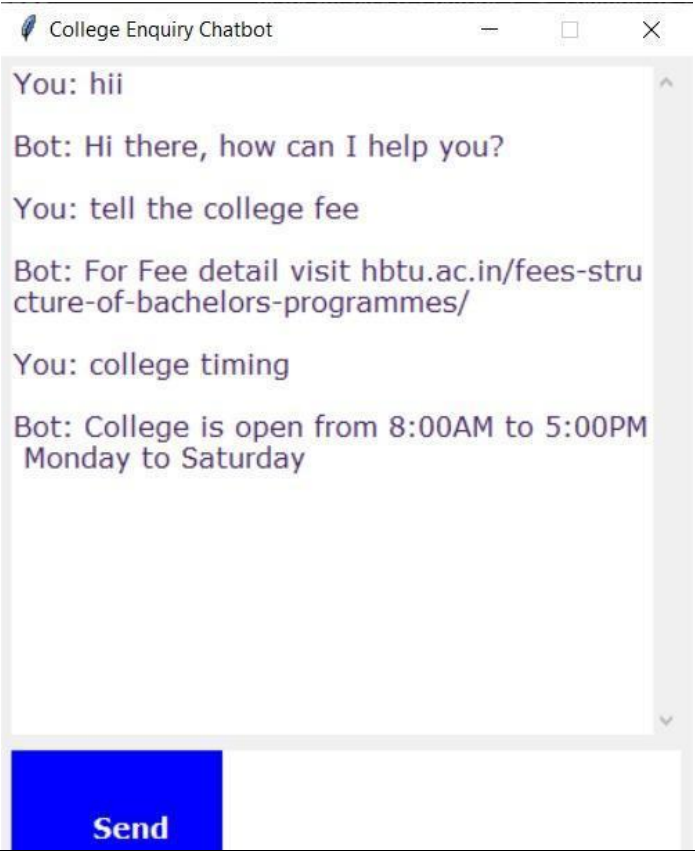 College Enquiry Chatbot
You: hii
Bot: Hi there, how can I help you?
You: tell the college fee
Bot: For Fee detail visit hbtu.ac.in/fees-stru
cture-of-bachelors-programmes/
You: college timing
Bot: College is open from 8:00AM to 5:00PM
Monday to Saturday
Send